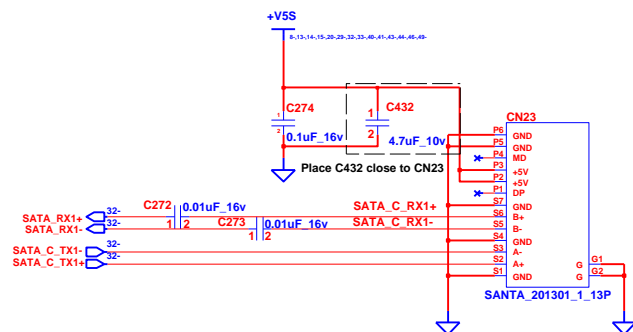 +V5S
8-,13-,14-,15-,20-,29-,32-,33-,40-,41-,43-,44-,46-,49-
C274
1
2
0.1uF_16v
C432
1
2
4.7uF_10v
Place C432 close to CN23
CN23
P6 GND
P5 GND
P4 MD
P3 +5V
P2 +5V
P1 DP
S7 GND
S6 B+
S5 B-
S4 GND
S3 A-
S2 A+
S1 GND
G G1
G G2
SANTA_201301_1_13P
C272 0.01uF_16v
1 2
C273 0.01uF_16v
1 2
SATA_RX1+ 32- SATA_C_RX1+
SATA_RX1- 32- SATA_C_RX1-
SATA_C_TX1- 32-
SATA_C_TX1+ 32-